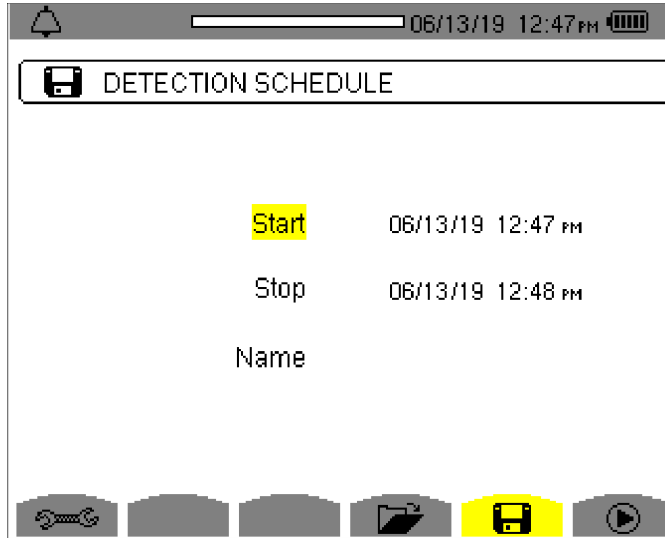 06/13/19 12:47 PM
DETECTION SCHEDULE
Start 06/13/19 12:47 PM
Stop 06/13/19 12:48 PM
Name